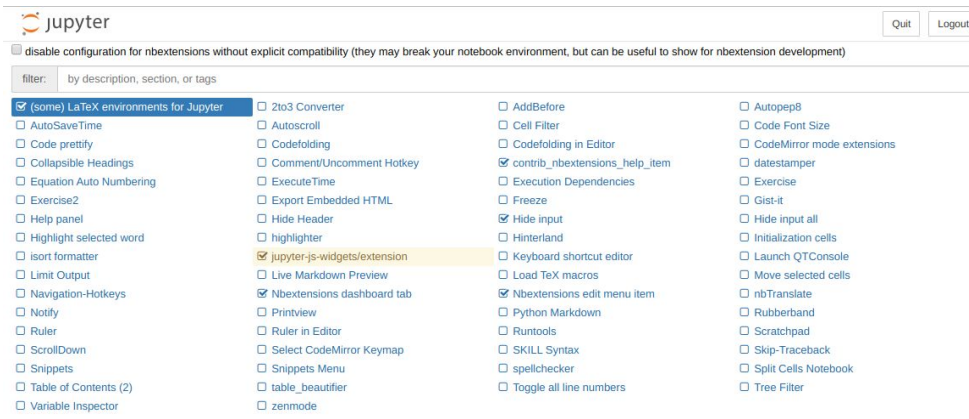 jupyter Quit Logout
disable configuration for nbextensions without explicit compatibility (they may break your notebook environment, but can be useful to show for nbextension development)
filter: by description, section, or tags
(some) LaTeX environments for Jupyter 2to3 Converter AddBefore Autopep8
AutoSaveTime Autoscroll Cell Filter Code Font Size
Code prettify Codefolding Codefolding in Editor CodeMirror mode extensions
Collapsible Headings Comment/Uncomment Hotkey contrib_nbextensions_help_item datestamper
Equation Auto Numbering ExecuteTime Execution Dependencies Exercise
Exercise2 Export Embedded HTML Freeze Gist-it
Help panel Hide Header Hide input Hide input all
Highlight selected word highlighter Hinterland Initialization cells
isort formatter jupyter-js-widgets/extension Keyboard shortcut editor Launch QTConsole
Limit Output Live Markdown Preview Load TeX macros Move selected cells
Navigation-Hotkeys Nbextensions dashboard tab Nbextensions edit menu item nbTranslate
Notify Printview Python Markdown Rubberband
Ruler Ruler in Editor Runtools Scratchpad
ScrollDown Select CodeMirror Keymap SKILL Syntax Skip-Traceback
Snippets Snippets Menu spellchecker Split Cells Notebook
Table of Contents (2) table_beautifier Toggle all line numbers Tree Filter
Variable Inspector zenmode